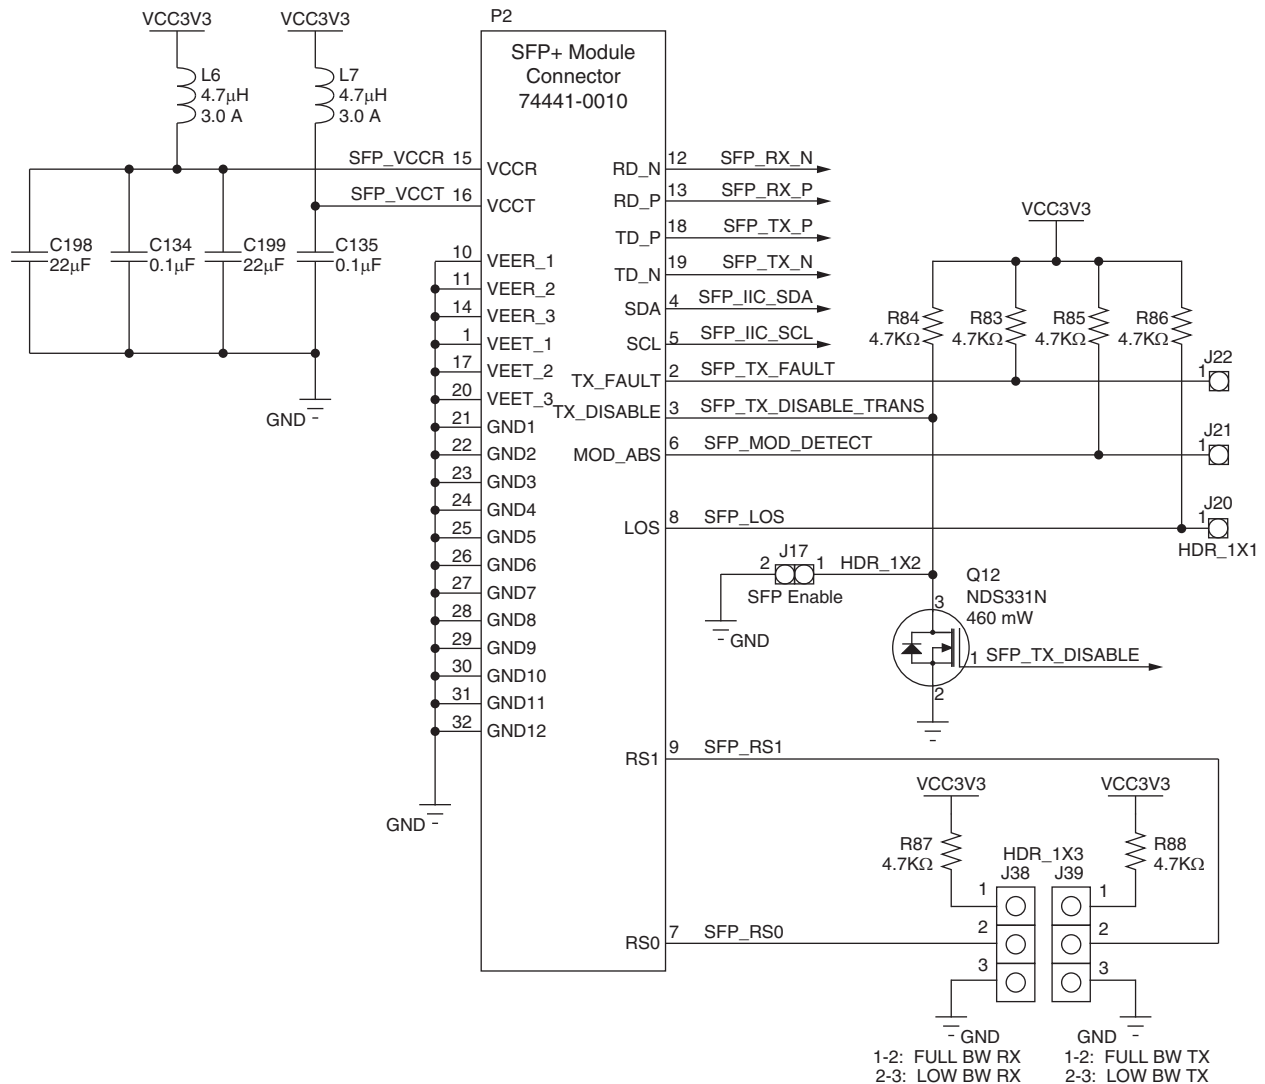 VCC3V3
VCC3V3
P2
L6
4.7µH
3.0 A
L7
4.7µH
3.0 A
SFP+ Module
Connector
74441-0010
SFP_VCCR 15 VCCR
SFP_VCCT 16 VCCT
C198
22µF
C134
0.1µF
C199
22µF
C135
0.1µF
GND
10 VEER_1
11 VEER_2
14 VEER_3
1 VEET_1
17 VEET_2
20 VEET_3
21 GND1
22 GND2
23 GND3
24 GND4
25 GND5
26 GND6
27 GND7
28 GND8
29 GND9
30 GND10
31 GND11
32 GND12
GND
RD_N 12 SFP_RX_N
RD_P 13 SFP_RX_P
TD_P 18 SFP_TX_P
TD_N 19 SFP_TX_N
SDA 4 SFP_IIC_SDA
SCL 5 SFP_IIC_SCL
TX_FAULT 2 SFP_TX_FAULT
TX_DISABLE 3 SFP_TX_DISABLE_TRANS
MOD_ABS 6 SFP_MOD_DETECT
LOS 8 SFP_LOS
VCC3V3
R84
4.7KΩ
R83
4.7KΩ
R85
4.7KΩ
R86
4.7KΩ
J22
1
J21
1
J20
1
HDR_1X1
J17
2 1 HDR_1X2
SFP Enable
GND
Q12
NDS331N
460 mW
3
1 SFP_TX_DISABLE
2
RS1 9 SFP_RS1
RS0 7 SFP_RS0
VCC3V3
VCC3V3
R87
4.7KΩ
R88
4.7KΩ
HDR_1X3
J38 J39
1 1
2 2
3 3
GND GND
1-2: FULL BW RX
2-3: LOW BW RX
1-2: FULL BW TX
2-3: LOW BW TX